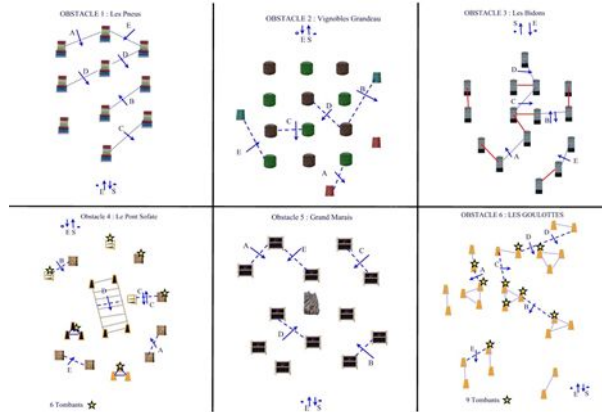 OBSTACLE 1 : Les Pneus
A
E
D
D
B
C
E S
OBSTACLE 2 : Vignobles Grandeau
E S
B
D
C
E
A
OBSTACLE 3 : Les Bidons
S E
D
C
B
A
E
Obstacle 4 : Le Pont Solate
E S
B
D
C
C
A
E
6 Tombants
Obstacle 5 : Grand Marais
A
E
C
D
B
E S
OBSTACLE 6 : LES GOULOTTES
D
D
C
A
B
E
E S
9 Tombants